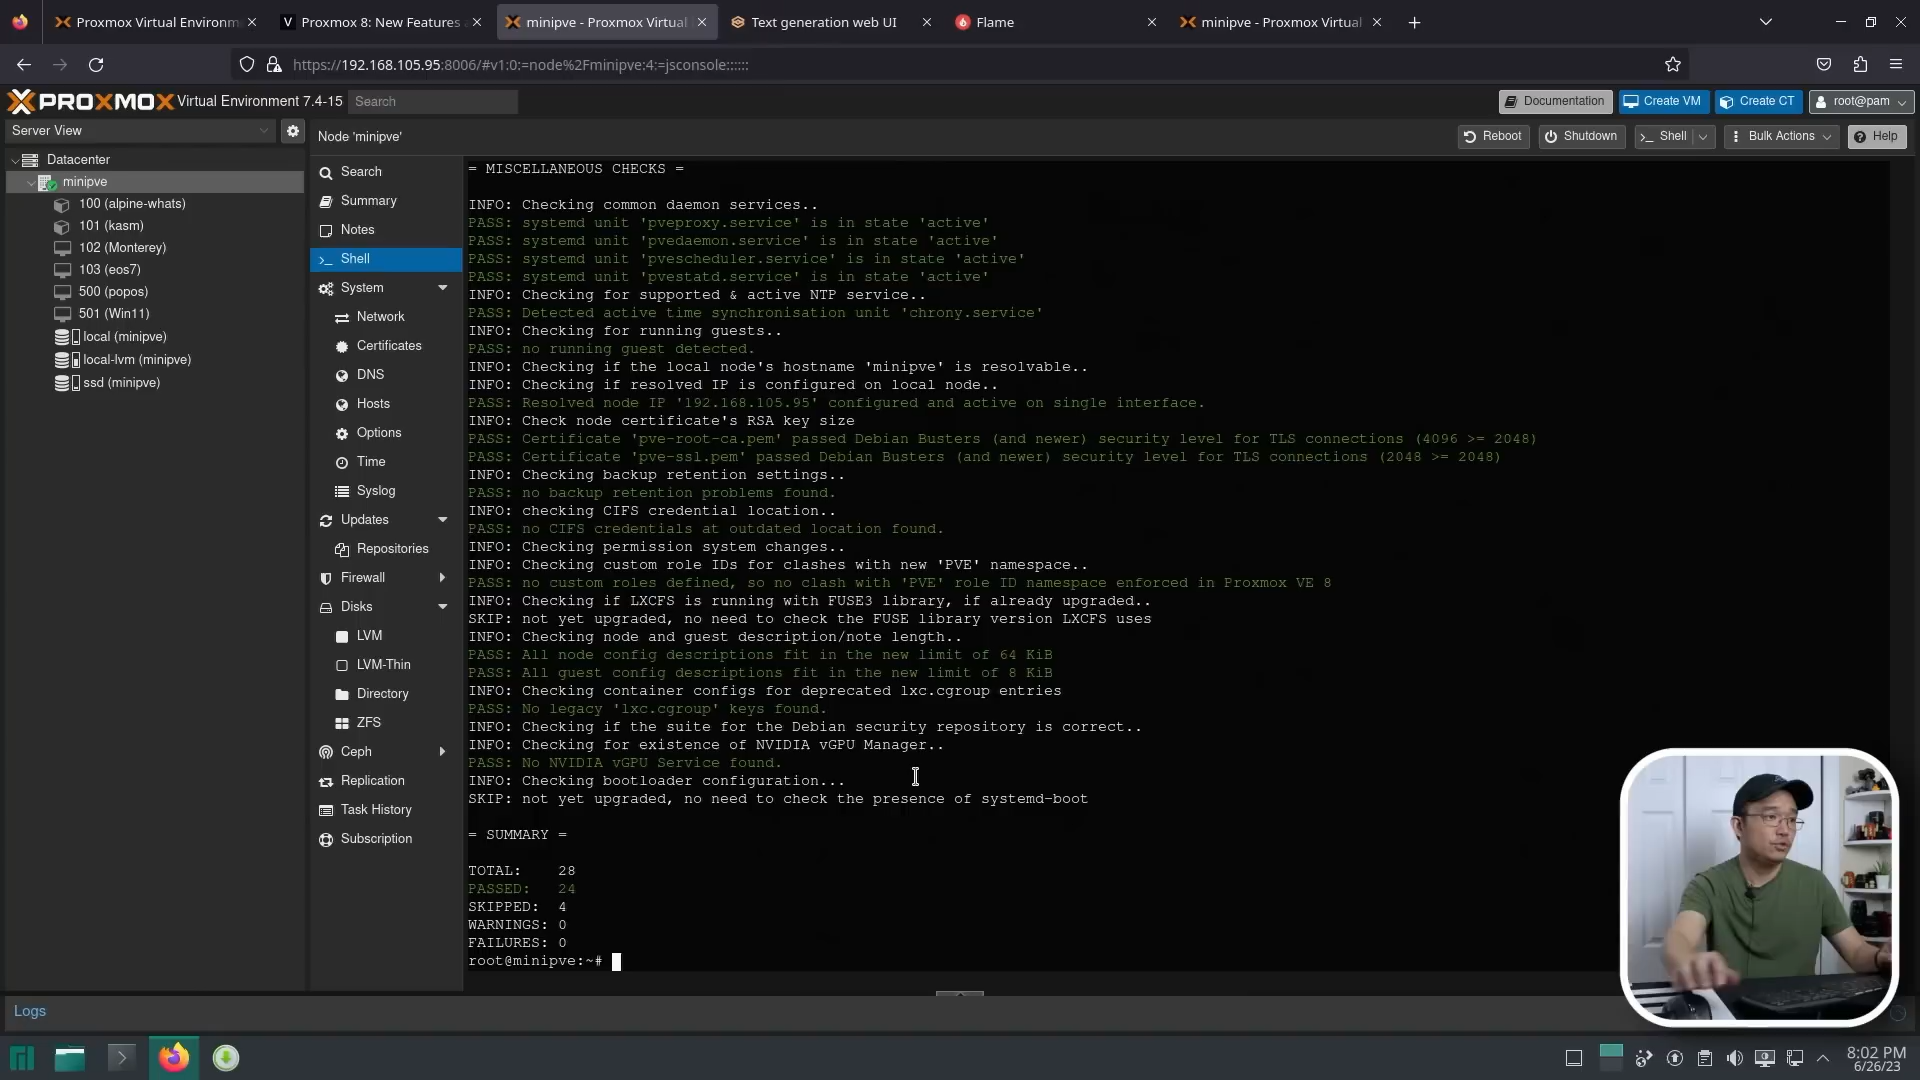 Proxmox Virtual Environm
Proxmox 8: New Features a
minipve - Proxmox Virtual
Text generation web UI
Flame
minipve - Proxmox Virtual
https://192.168.105.95:8006/#v1:0:=node%2Fminipve:4:=jsconsole::::::
PROXMOX Virtual Environment 7.4-15
Search
Documentation
Create VM
Create CT
root@pam
Server View
Node 'minipve'
Reboot
Shutdown
Shell
Bulk Actions
Help
Datacenter
minipve
100 (alpine-whats)
101 (kasm)
102 (Monterey)
103 (eos7)
500 (popos)
501 (Win11)
local (minipve)
local-lvm (minipve)
ssd (minipve)
Search
Summary
Notes
Shell
System
Network
Certificates
DNS
Hosts
Options
Time
Syslog
Updates
Repositories
Firewall
Disks
LVM
LVM-Thin
Directory
ZFS
Ceph
Replication
Task History
Subscription
= MISCELLANEOUS CHECKS =
INFO: Checking common daemon services..
PASS: systemd unit 'pveproxy.service' is in state 'active'
PASS: systemd unit 'pvedaemon.service' is in state 'active'
PASS: systemd unit 'pvescheduler.service' is in state 'active'
PASS: systemd unit 'pvestatd.service' is in state 'active'
INFO: Checking for supported & active NTP service..
PASS: Detected active time synchronisation unit 'chrony.service'
INFO: Checking for running guests..
PASS: no running guest detected.
INFO: Checking if the local node's hostname 'minipve' is resolvable..
INFO: Checking if resolved IP is configured on local node..
PASS: Resolved node IP '192.168.105.95' configured and active on single interface.
INFO: Check node certificate's RSA key size
PASS: Certificate 'pve-root-ca.pem' passed Debian Busters (and newer) security level for TLS connections (4096 >= 2048)
PASS: Certificate 'pve-ssl.pem' passed Debian Busters (and newer) security level for TLS connections (2048 >= 2048)
INFO: Checking backup retention settings..
PASS: no backup retention problems found.
INFO: checking CIFS credential location..
PASS: no CIFS credentials at outdated location found.
INFO: Checking permission system changes..
INFO: Checking custom role IDs for clashes with new 'PVE' namespace..
PASS: no custom roles defined, so no clash with 'PVE' role ID namespace enforced in Proxmox VE 8
INFO: Checking if LXCFS is running with FUSE3 library, if already upgraded..
SKIP: not yet upgraded, no need to check the FUSE library version LXCFS uses
INFO: Checking node and guest description/note length..
PASS: All node config descriptions fit in the new limit of 64 KiB
PASS: All guest config descriptions fit in the new limit of 8 KiB
INFO: Checking container configs for deprecated lxc.cgroup entries
PASS: No legacy 'lxc.cgroup' keys found.
INFO: Checking if the suite for the Debian security repository is correct..
INFO: Checking for existence of NVIDIA vGPU Manager..
PASS: No NVIDIA vGPU Service found.
INFO: Checking bootloader configuration...
SKIP: not yet upgraded, no need to check the presence of systemd-boot
= SUMMARY =
TOTAL: 28
PASSED: 24
SKIPPED: 4
WARNINGS: 0
FAILURES: 0
root@minipve:~#
Logs
8:02 PM
6/26/23